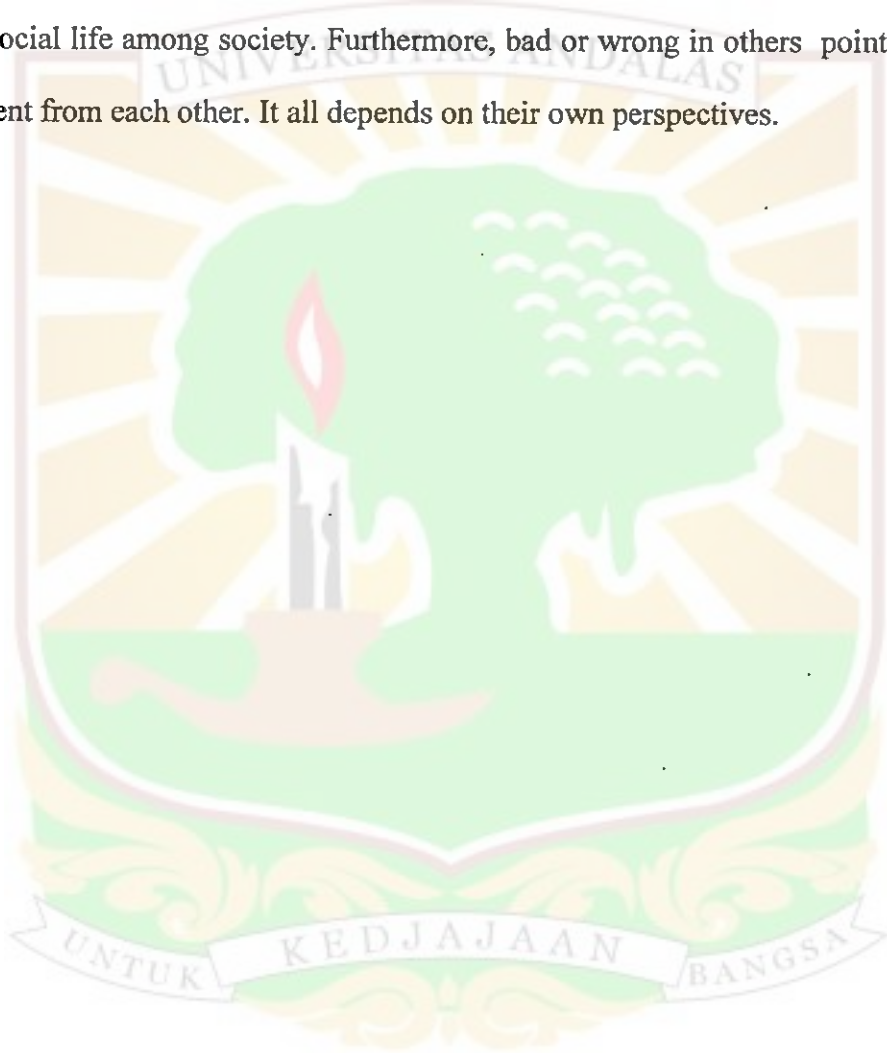 ocial life among society. Furthermore, bad or wrong in others point
UNIVERSITAS ANDALAS
ent from each other. It all depends on their own perspectives.
UNTUK KEDJAJAAN BANGSA